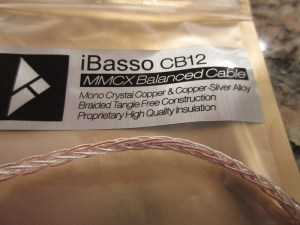 iBasso CB12
MMCX Balanced Cable
Mono Crystal Copper & Copper-Silver Alloy
Braided Tangle Free Construction
Proprietary High Quality insulation